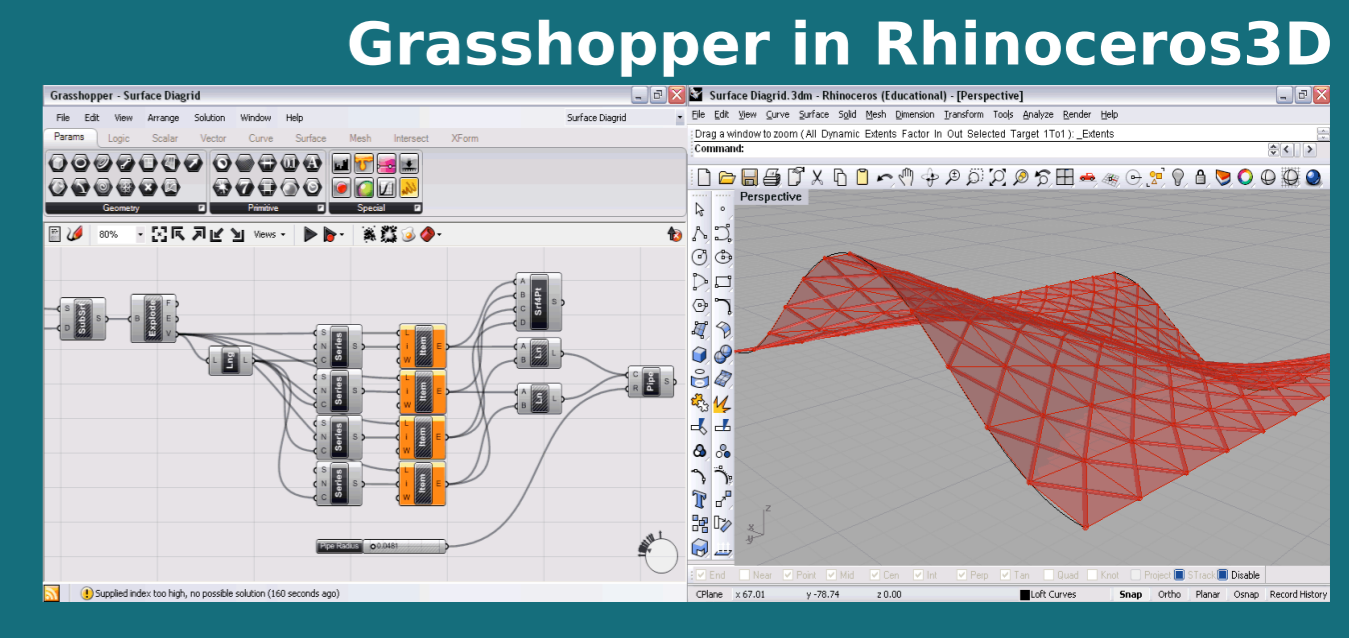 Grasshopper in Rhinoceros3D
Grasshopper - Surface Diagrid
File Edit View Arrange Solution Window Help Surface Diagrid
Params Logic Scalar Vector Curve Surface Mesh Intersect XForm
Geometry Primitive Special
80% Views
SubSrf S D S
Explode B F E V
Lng L L
Series S N C S
Series S N C S
Series S N C S
Series S N C S
Item L i W E
Item L i W E
Item L i W E
Item L i W E
Srf4Pt A B C D S
Ln A B L
Ln A B L
Pipe C R S
Pipe Radius 0.0481
Supplied index too high, no possible solution (160 seconds ago)
Surface Diagrid.3dm - Rhinoceros (Educational) - [Perspective]
File Edit View Curve Surface Solid Mesh Dimension Transform Tools Analyze Render Help
Drag a window to zoom ( All Dynamic Extents Factor In Out Selected Target 1To1 ): _Extents
Command:
Perspective
z
x
y
End Near Point Mid Cen Int Perp Tan Quad Knot Project STrack Disable
CPlane x 67.01 y -78.74 z 0.00 Loft Curves Snap Ortho Planar Osnap Record History